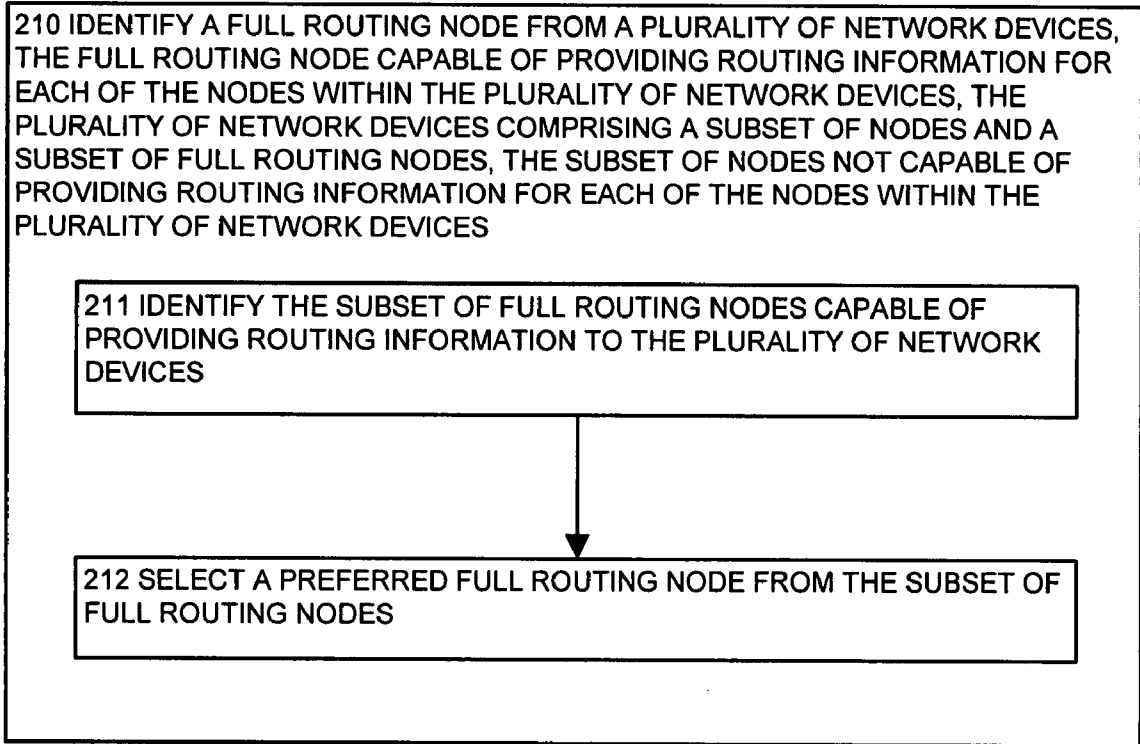 210 IDENTIFY A FULL ROUTING NODE FROM A PLURALITY OF NETWORK DEVICES,
THE FULL ROUTING NODE CAPABLE OF PROVIDING ROUTING INFORMATION FOR
EACH OF THE NODES WITHIN THE PLURALITY OF NETWORK DEVICES, THE
PLURALITY OF NETWORK DEVICES COMPRISING A SUBSET OF NODES AND A
SUBSET OF FULL ROUTING NODES, THE SUBSET OF NODES NOT CAPABLE OF
PROVIDING ROUTING INFORMATION FOR EACH OF THE NODES WITHIN THE
PLURALITY OF NETWORK DEVICES
211 IDENTIFY THE SUBSET OF FULL ROUTING NODES CAPABLE OF
PROVIDING ROUTING INFORMATION TO THE PLURALITY OF NETWORK
DEVICES
212 SELECT A PREFERRED FULL ROUTING NODE FROM THE SUBSET OF
FULL ROUTING NODES